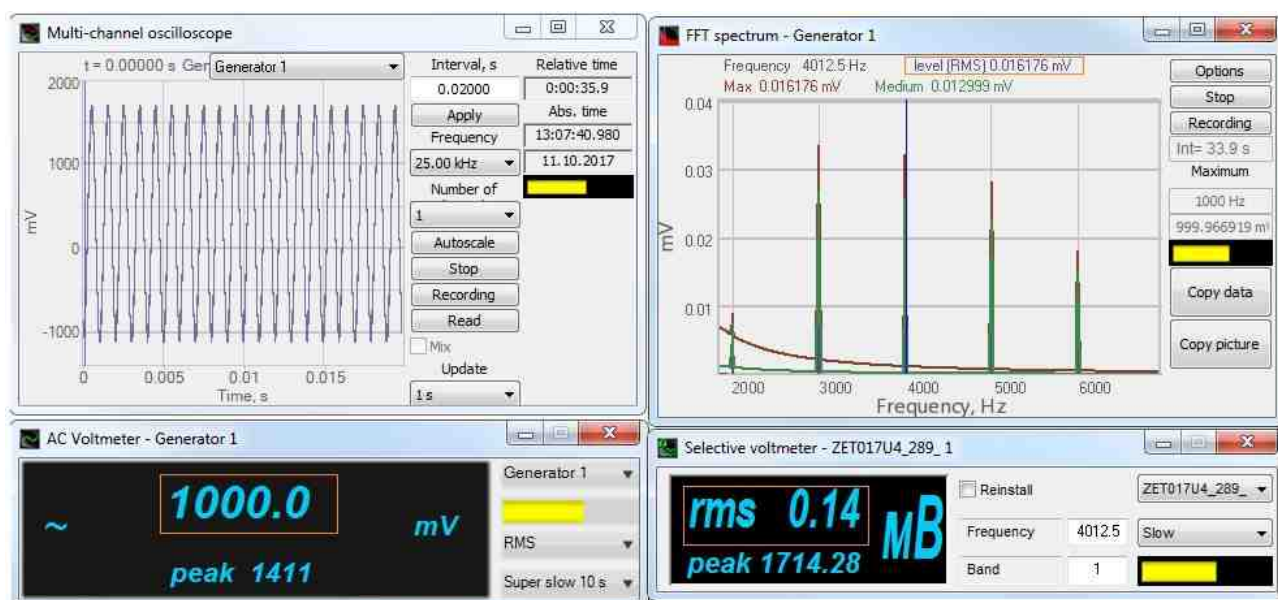 Multi-channel oscilloscope
t = 0.00000 s Ger Generator 1
2000
1000
0
-1000
mV
0 0.005 0.01 0.015
Time, s
Interval, s
0.02000
Apply
Frequency
25.00 kHz
Number of
1
Autoscale
Stop
Recording
Read
Mix
Update
1 s
Relative time
0:00:35.9
Abs. time
13:07:40.980
11.10.2017
FFT spectrum - Generator 1
Frequency 4012.5 Hz level (RMS) 0.016176 mV
Max 0.016176 mV Medium 0.012999 mV
0.04
0.03
0.02
0.01
mV
2000 3000 4000 5000 6000
Frequency, Hz
Options
Stop
Recording
Int= 33.9 s
Maximum
1000 Hz
999.966919 m
Copy data
Copy picture
AC Voltmeter - Generator 1
~ 1000.0 mV
peak 1411
Generator 1
RMS
Super slow 10 s
Selective voltmeter - ZET017U4_289_ 1
rms 0.14 мВ
peak 1714.28
Reinstall
Frequency 4012.5
Band 1
ZET017U4_289_
Slow